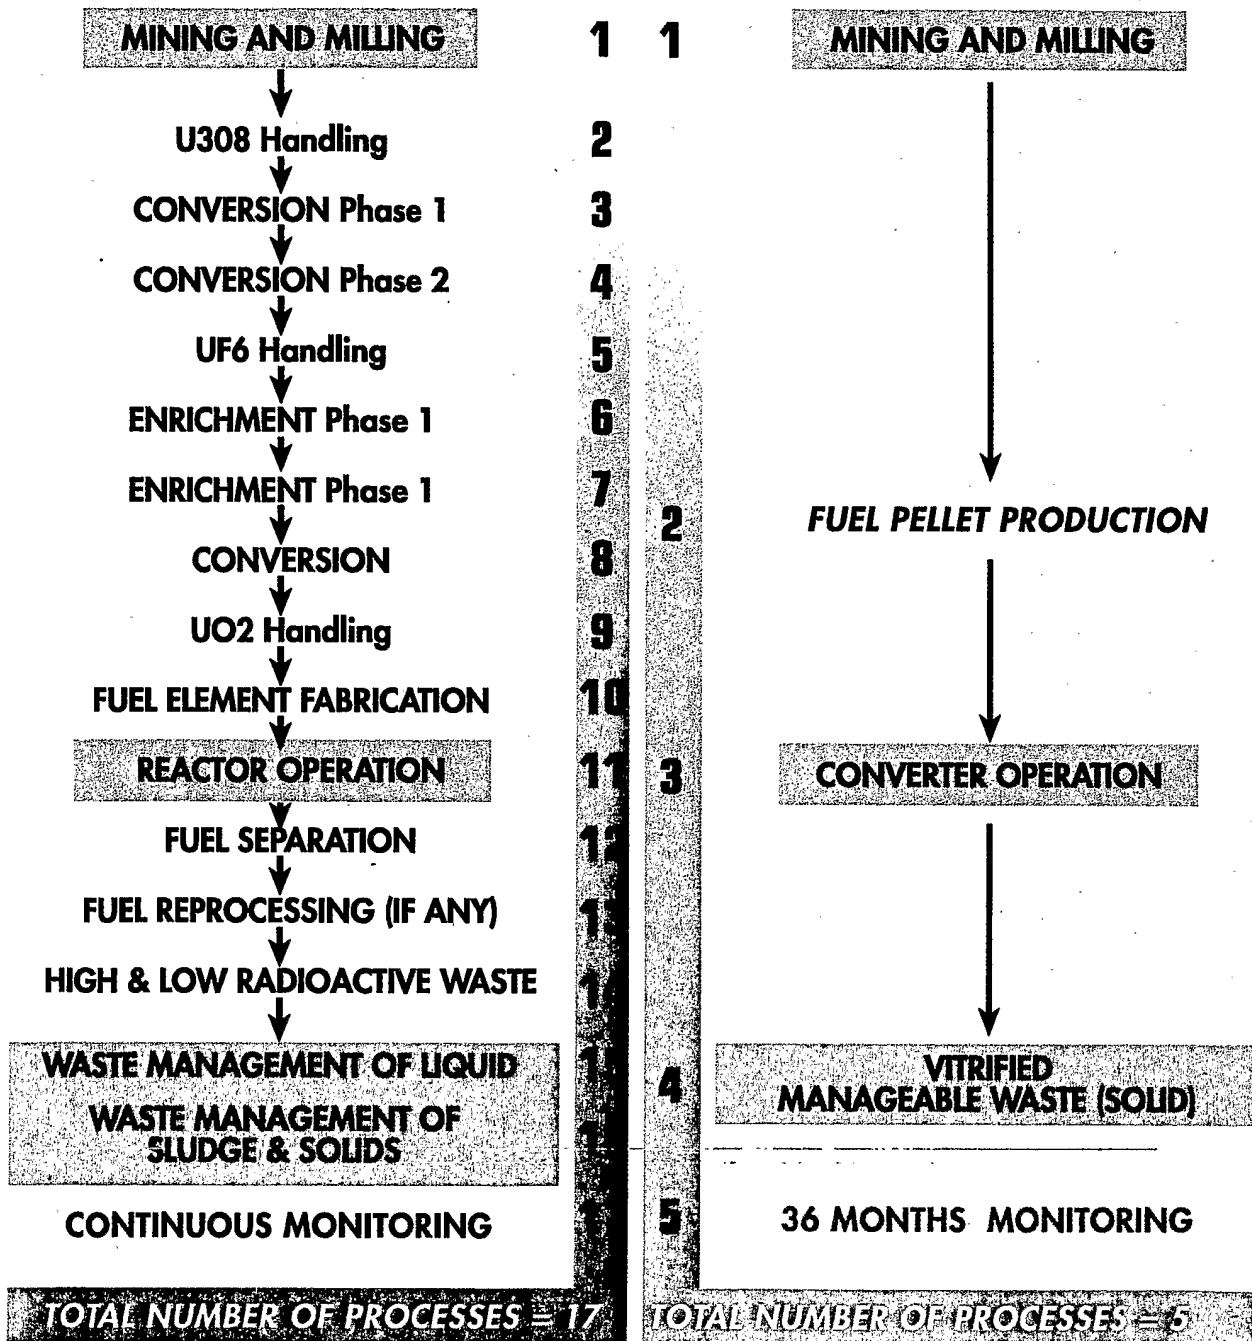 MINING AND MILLING 1
U308 Handling 2
CONVERSION Phase 1 3
CONVERSION Phase 2 4
UF6 Handling 5
ENRICHMENT Phase 1 6
ENRICHMENT Phase 1 7
CONVERSION 8
UO2 Handling 9
FUEL ELEMENT FABRICATION 10
REACTOR OPERATION 11
FUEL SEPARATION 12
FUEL REPROCESSING (IF ANY)
HIGH & LOW RADIOACTIVE WASTE
WASTE MANAGEMENT OF LIQUID
WASTE MANAGEMENT OF
SLUDGE & SOLIDS
CONTINUOUS MONITORING
TOTAL NUMBER OF PROCESSES = 17
1 MINING AND MILLING
2 FUEL PELLET PRODUCTION
3 CONVERTER OPERATION
4 VITRIFIED
MANAGEABLE WASTE (SOLID)
5 36 MONTHS MONITORING
TOTAL NUMBER OF PROCESSES = 5